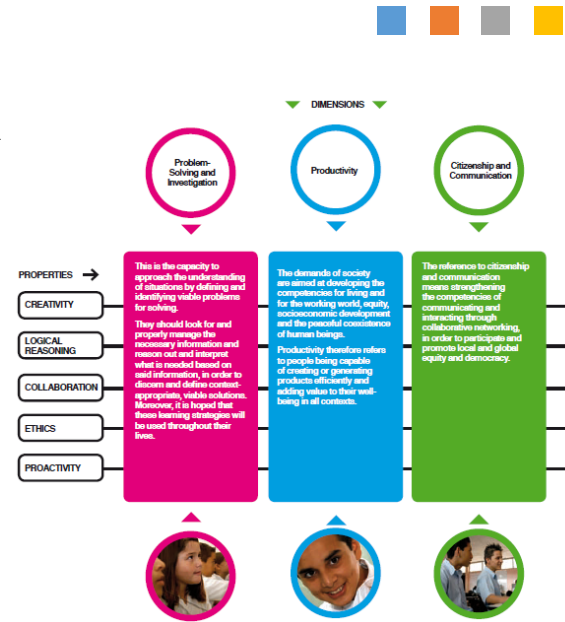 DIMENSIONS
Problem-
Solving and
Investigation
Productivity
Citizenship and
Communication
PROPERTIES
CREATIVITY
LOGICAL
REASONING
COLLABORATION
ETHICS
PROACTIVITY
This is the capacity to
approach the understanding
of situations by defining and
identifying viable problems
for solving.
They should look for and
properly manage the
necessary information and
reason out and interpret
what is needed based on
said information, in order to
discern and define context-
appropriate, viable solutions.
Moreover, it is hoped that
these learning strategies will
be used throughout their
lives.
The demands of society
are aimed at developing the
competencies for living and
for the working world, equity,
socioeconomic development
and the peaceful coexistence
of human beings.
Productivity therefore refers
to people being capable
of creating or generating
products efficiently and
adding value to their well-
being in all contexts.
The reference to citizenship
and communication
means strengthening
the competencies of
communicating and
interacting through
collaborative networking,
in order to participate and
promote local and global
equity and democracy.